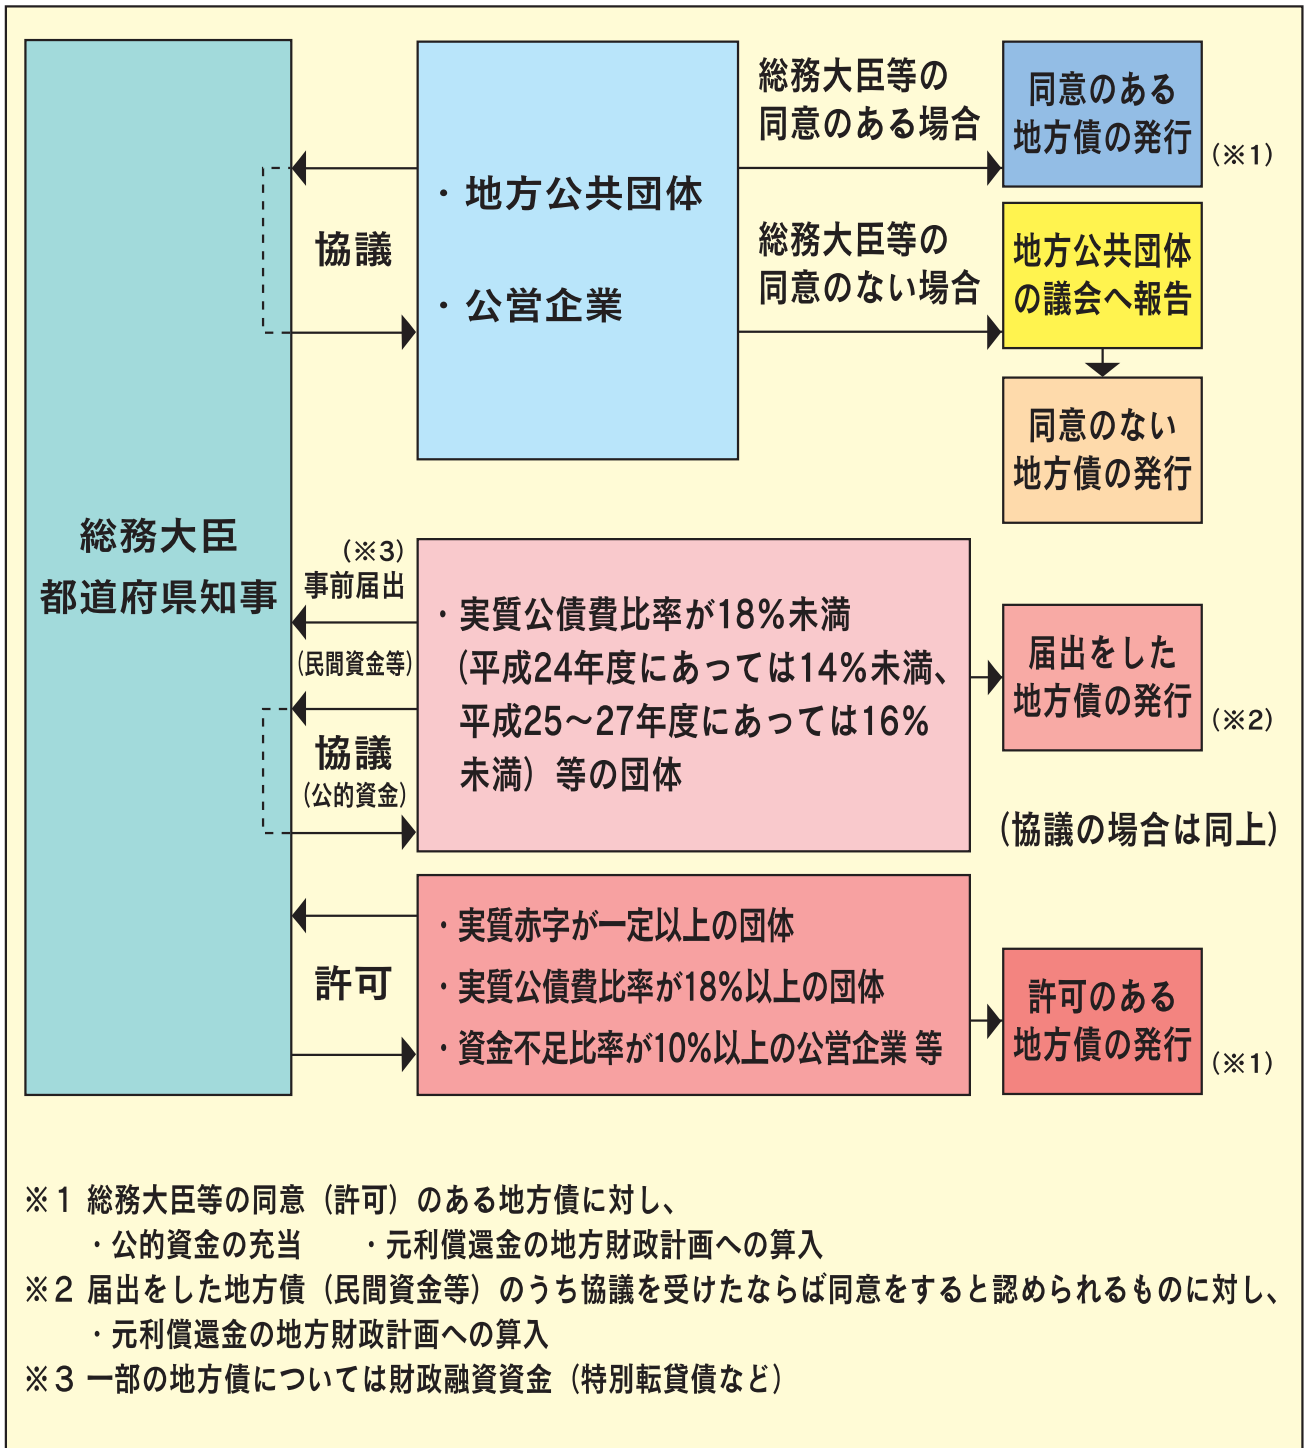 総務大臣
都道府県知事
協議
・地方公共団体
・公営企業
総務大臣等の
同意のある場合
同意のある
地方債の発行
(※1)
総務大臣等の
同意のない場合
地方公共団体
の議会へ報告
同意のない
地方債の発行
(※3)
事前届出
(民間資金等)
協議
(公的資金)
・実質公債費比率が18％未満
(平成24年度にあっては14％未満、
平成25～27年度にあっては16％
未満）等の団体
届出をした
地方債の発行
(※2)
(協議の場合は同上)
許可
・実質赤字が一定以上の団体
・実質公債費比率が18％以上の団体
・資金不足比率が10％以上の公営企業 等
許可のある
地方債の発行
(※1)
※1 総務大臣等の同意（許可）のある地方債に対し、
・公的資金の充当 ・元利償還金の地方財政計画への算入
※2 届出をした地方債（民間資金等）のうち協議を受けたならば同意をすると認められるものに対し、
・元利償還金の地方財政計画への算入
※3 一部の地方債については財政融資資金（特別転貸債など）